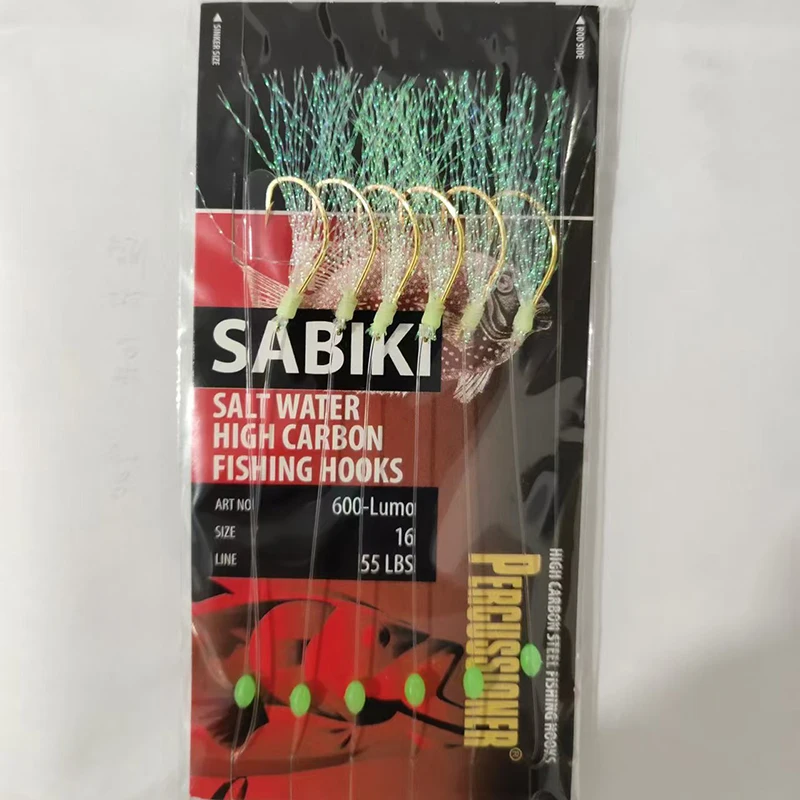 SINKER SIZE
ROD SIDE
SABIKI
SALT WATER
HIGH CARBON
FISHING HOOKS
ART NO 600-Lumo
SIZE 16
LINE 55 LBS
PERCUSSIONER®
HIGH CARBON STEEL FISHING HOOKS